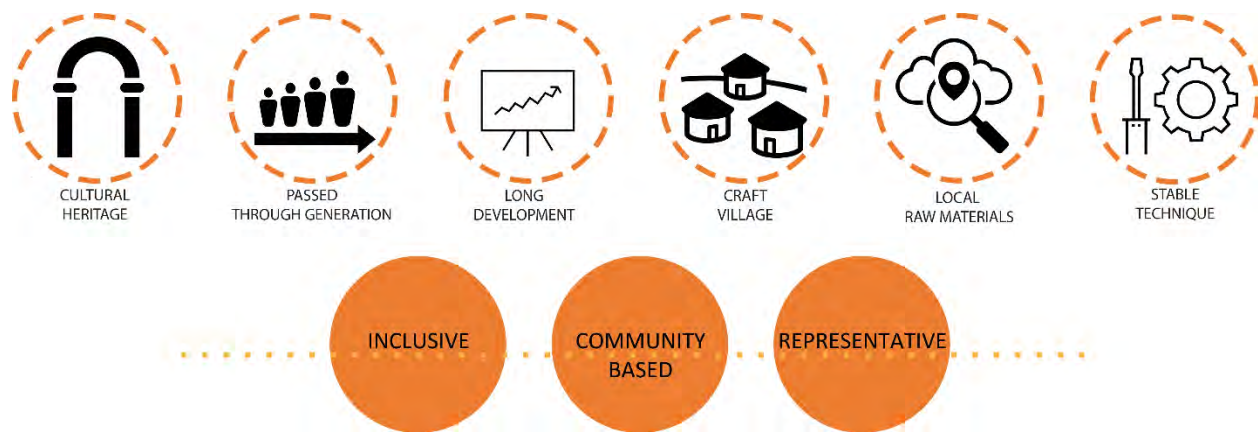 CULTURAL
HERITAGE
PASSED
THROUGH GENERATION
LONG
DEVELOPMENT
CRAFT
VILLAGE
LOCAL
RAW MATERIALS
STABLE
TECHNIQUE
INCLUSIVE
COMMUNITY
BASED
REPRESENTATIVE